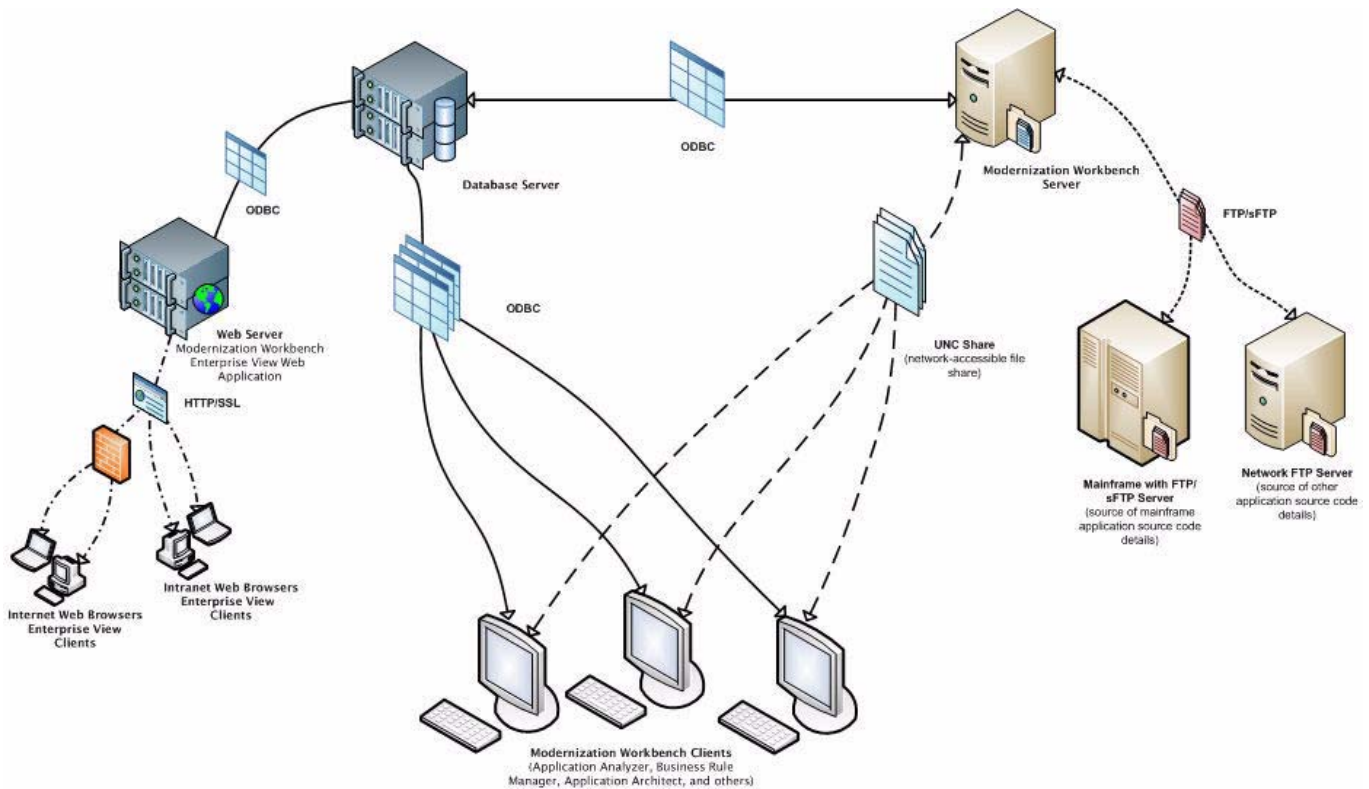 ODBC
Modernization Workbench
Server
Database Server
ODBC
FTP/sFTP
ODBC
UNC Share
(network-accessible file
share)
Web Server
Modernization Workbench
Enterprise View Web
Application
HTTP/SSL
Mainframe with FTP/
sFTP Server
(source of mainframe
application source code
details)
Network FTP Server
(source of other
application source code
details)
Intranet Web Browsers
Enterprise View
Clients
Internet Web Browsers
Enterprise View
Clients
Modernization Workbench Clients
(Application Analyzer, Business Rule
Manager, Application Architect, and others)